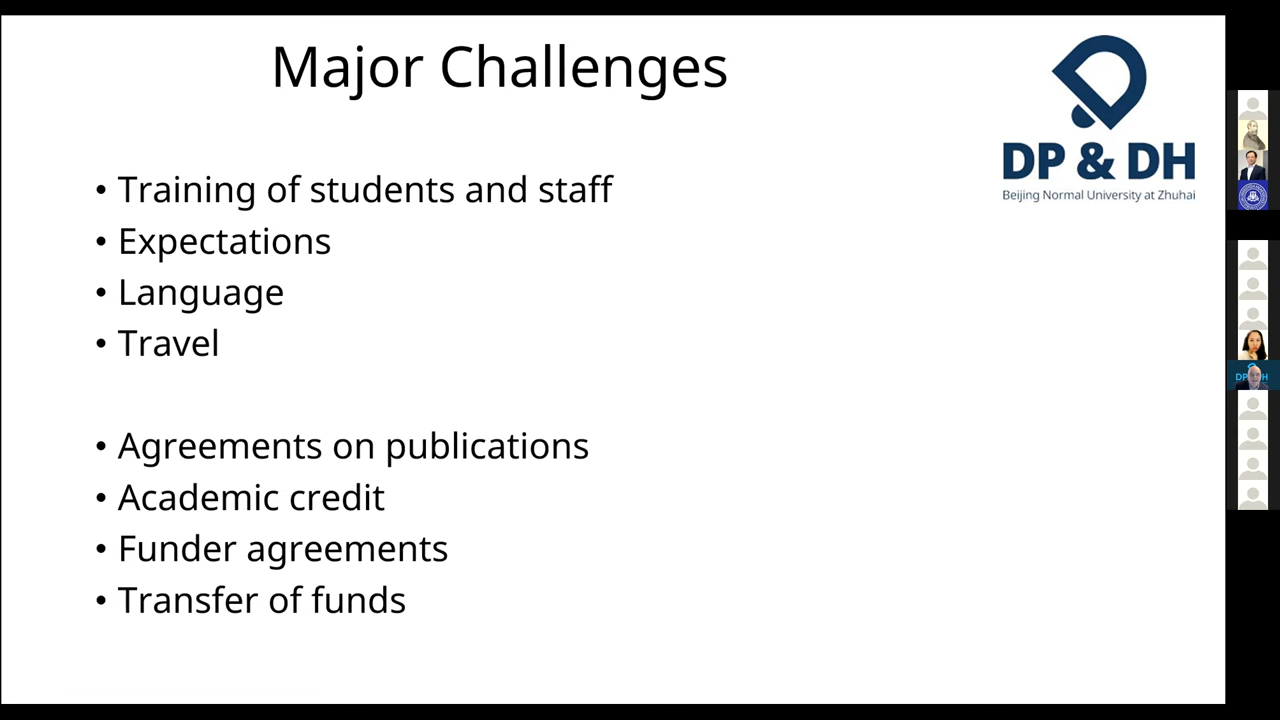 Major Challenges
DP & DH
Beijing Normal University at Zhuhai
• Training of students and staff
• Expectations
• Language
• Travel
• Agreements on publications
• Academic credit
• Funder agreements
• Transfer of funds